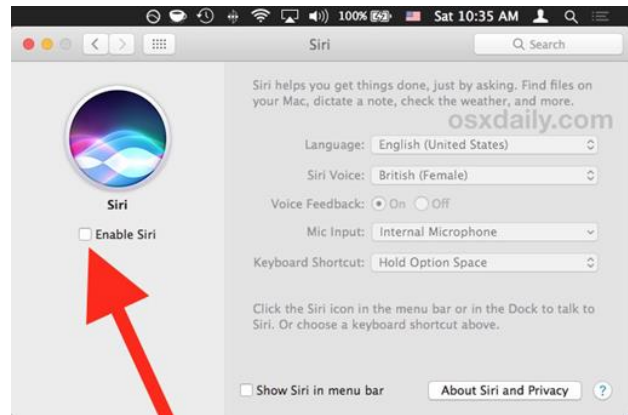 100% Sat 10:35 AM
Siri
Search
Siri helps you get things done, just by asking. Find files on
your Mac, dictate a note, check the weather, and more.
osxdaily.com
Language: English (United States)
Siri Voice: British (Female)
Siri
Voice Feedback: On Off
Enable Siri
Mic Input: Internal Microphone
Keyboard Shortcut: Hold Option Space
Click the Siri icon in the menu bar or in the Dock to talk to
Siri. Or choose a keyboard shortcut above.
Show Siri in menu bar
About Siri and Privacy
?